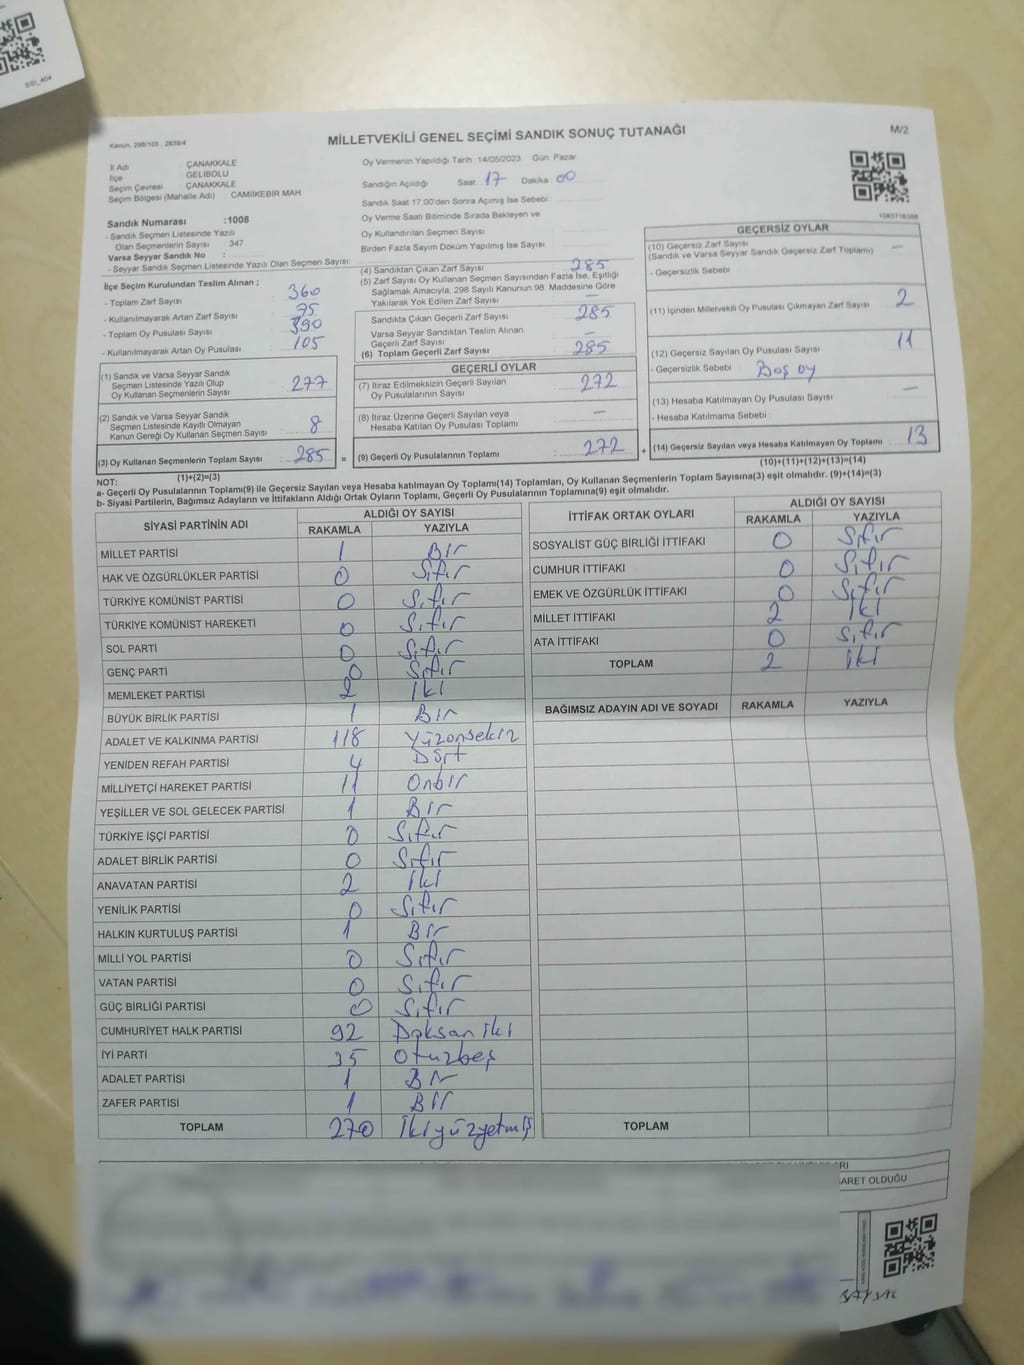 SSI_404
Kanun, 298/105 , 2839/4
MİLLETVEKİLİ GENEL SEÇİMİ SANDIK SONUÇ TUTANAĞI
M/2
İl Adı : ÇANAKKALE
İlçe : GELİBOLU
Seçim Çevresi : ÇANAKKALE
Seçim Bölgesi (Mahalle Adı) : CAMİİKEBİR MAH.
Oy Vermenin Yapıldığı Tarih : 14/05/2023 Gün Pazar
Sandığın Açıldığı Saat: 17 Dakika 00
Sandık Saat 17.00'den Sonra Açımış İse Sebebi
Oy Verme Saati Bitiminde Sırada Bekleyen ve
Oy Kullandırılan Seçmen Sayısı
Birden Fazla Sayım Döküm Yapılmış İse Sayısı
Sandık Numarası :1008
- Sandık Seçmen Listesinde Yazılı
Olan Seçmenlerin Sayısı : 347
Varsa Seyyar Sandık No :
- Seyyar Sandık Seçmen Listesinde Yazılı Olan Seçmen Sayısı:
İlçe Seçim Kurulundan Teslim Alınan ;
- Toplam Zarf Sayısı : 360
- Kullanılmayarak Artan Zarf Sayısı : 75
- Toplam Oy Pusulası Sayısı : 390
- Kullanılmayarak Artan Oy Pusulası : 105
(1) Sandık ve Varsa Seyyar Sandık
Seçmen Listesinde Yazılı Olup
Oy Kullanan Seçmenlerin Sayısı : 277
(2) Sandık ve Varsa Seyyar Sandık
Seçmen Listesinde Kayıtlı Olmayan
Kanun Gereği Oy Kullanan Seçmen Sayısı : 8
(3) Oy Kullanan Seçmenlerin Toplam Sayısı : 285 =
(1)+(2)=(3)
(4) Sandıktan Çıkan Zarf Sayısı 285
(5) Zarf Sayısı Oy Kullanan Seçmen Sayısından Fazla İse, Eşitliği
Sağlamak Amacıyla, 298 Sayılı Kanunun 98. Maddesine Göre
Yakılarak Yok Edilen Zarf Sayısı : —
Sandıkta Çıkan Geçerli Zarf Sayısı : 285
Varsa Seyyar Sandıktan Teslim Alınan
Geçerli Zarf Sayısı : —
(6) Toplam Geçerli Zarf Sayısı : 285
GEÇERLİ OYLAR
(7) İtiraz Edilmeksizin Geçerli Sayılan
Oy Pusulalarının Sayısı : 272
(8) İtiraz Üzerine Geçerli Sayılan veya
Hesaba Katılan Oy Pusulası Toplamı : —
(9) Geçerli Oy Pusulalarının Toplamı : 272 +
GEÇERSİZ OYLAR
(10) Geçersiz Zarf Sayısı
(Sandık ve Varsa Seyyar Sandık Geçersiz Zarf Toplamı) —
- Geçersizlik Sebebi :
(11) İçinden Milletvekili Oy Pusulası Çıkmayan Zarf Sayısı : 2
(12) Geçersiz Sayılan Oy Pusulası Sayısı : 11
- Geçersizlik Sebebi : Boş oy
(13) Hesaba Katılmayan Oy Pusulası Sayısı : —
- Hesaba Katılmama Sebebi :
(14) Geçersiz Sayılan veya Hesaba Katılmayan Oy Toplamı : 13
(10)+(11)+(12)+(13)=(14)
NOT:
a- Geçerli Oy Pusulalarının Toplamı(9) ile Geçersiz Sayılan veya Hesaba katılmayan Oy Toplamı(14) Toplamları, Oy Kullanan Seçmenlerin Toplam Sayısına(3) eşit olmalıdır. (9)+(14)=(3)
b- Siyasi Partilerin, Bağımsız Adayların ve İttifakların Aldığı Ortak Oyların Toplamı, Geçerli Oy Pusulalarının Toplamına(9) eşit olmalıdır.
SİYASİ PARTİNİN ADI ALDIĞI OY SAYISI
RAKAMLA YAZIYLA
MİLLET PARTİSİ 1 Bir
HAK VE ÖZGÜRLÜKLER PARTİSİ 0 Sıfır
TÜRKİYE KOMÜNİST PARTİSİ 0 Sıfır
TÜRKİYE KOMÜNİST HAREKETİ 0 Sıfır
SOL PARTİ 0 Sıfır
GENÇ PARTİ 0 Sıfır
MEMLEKET PARTİSİ 2 İki
BÜYÜK BİRLİK PARTİSİ 1 Bir
ADALET VE KALKINMA PARTİSİ 118 Yüzonsekiz
YENİDEN REFAH PARTİSİ 4 Dört
MİLLİYETÇİ HAREKET PARTİSİ 11 Onbir
YEŞİLLER VE SOL GELECEK PARTİSİ 1 Bir
TÜRKİYE İŞÇİ PARTİSİ 0 Sıfır
ADALET BİRLİK PARTİSİ 0 Sıfır
ANAVATAN PARTİSİ 2 İki
YENİLİK PARTİSİ 0 Sıfır
HALKIN KURTULUŞ PARTİSİ 1 Bir
MİLLİ YOL PARTİSİ 0 Sıfır
VATAN PARTİSİ 0 Sıfır
GÜÇ BİRLİĞİ PARTİSİ 0 Sıfır
CUMHURİYET HALK PARTİSİ 92 Doksan iki
İYİ PARTİ 35 Otuzbeş
ADALET PARTİSİ 1 Bir
ZAFER PARTİSİ 1 Bir
TOPLAM 270 İkiyüzyetmiş
İTTİFAK ORTAK OYLARI ALDIĞI OY SAYISI
RAKAMLA YAZIYLA
SOSYALİST GÜÇ BİRLİĞİ İTTİFAKI 0 Sıfır
CUMHUR İTTİFAKI 0 Sıfır
EMEK VE ÖZGÜRLÜK İTTİFAKI 0 Sıfır
MİLLET İTTİFAKI 2 İki
ATA İTTİFAKI 0 Sıfır
TOPLAM 2 İki
BAĞIMSIZ ADAYIN ADI VE SOYADI RAKAMLA YAZIYLA
TOPLAM
ARET OLDUĞU